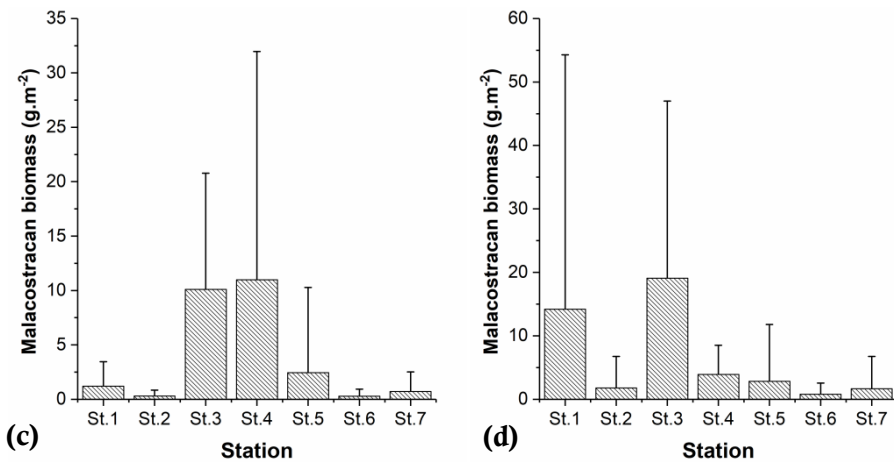 Malacostracan biomass (g.m⁻²)
35
30
25
20
15
10
5
0
St.1 St.2 St.3 St.4 St.5 St.6 St.7
Station
(c)
Malacostracan biomass (g.m⁻²)
60
50
40
30
20
10
0
St.1 St.2 St.3 St.4 St.5 St.6 St.7
Station
(d)